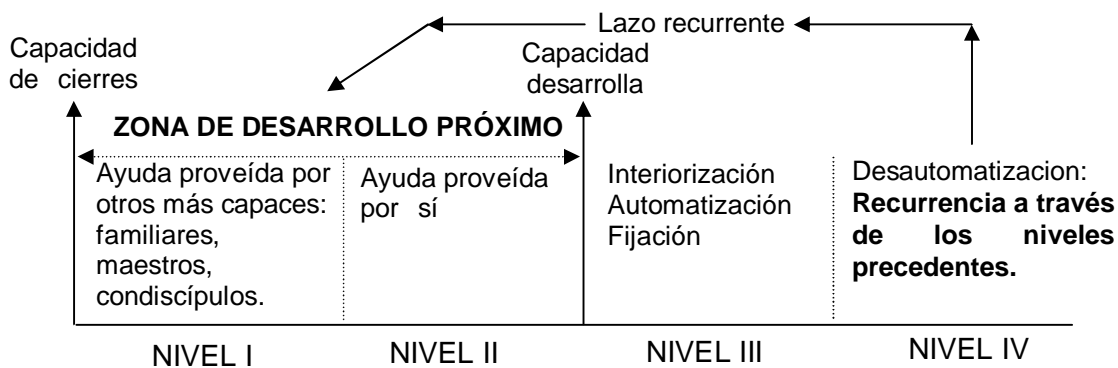 Lazo recurrente
Capacidad
de cierres
Capacidad
desarrolla
ZONA DE DESARROLLO PRÓXIMO
Ayuda proveída por
otros más capaces:
familiares,
maestros,
condiscípulos.
Ayuda proveída
por sí
Interiorización
Automatización
Fijación
Desautomatizacion:
Recurrencia a través
de los niveles
precedentes.
NIVEL I
NIVEL II
NIVEL III
NIVEL IV